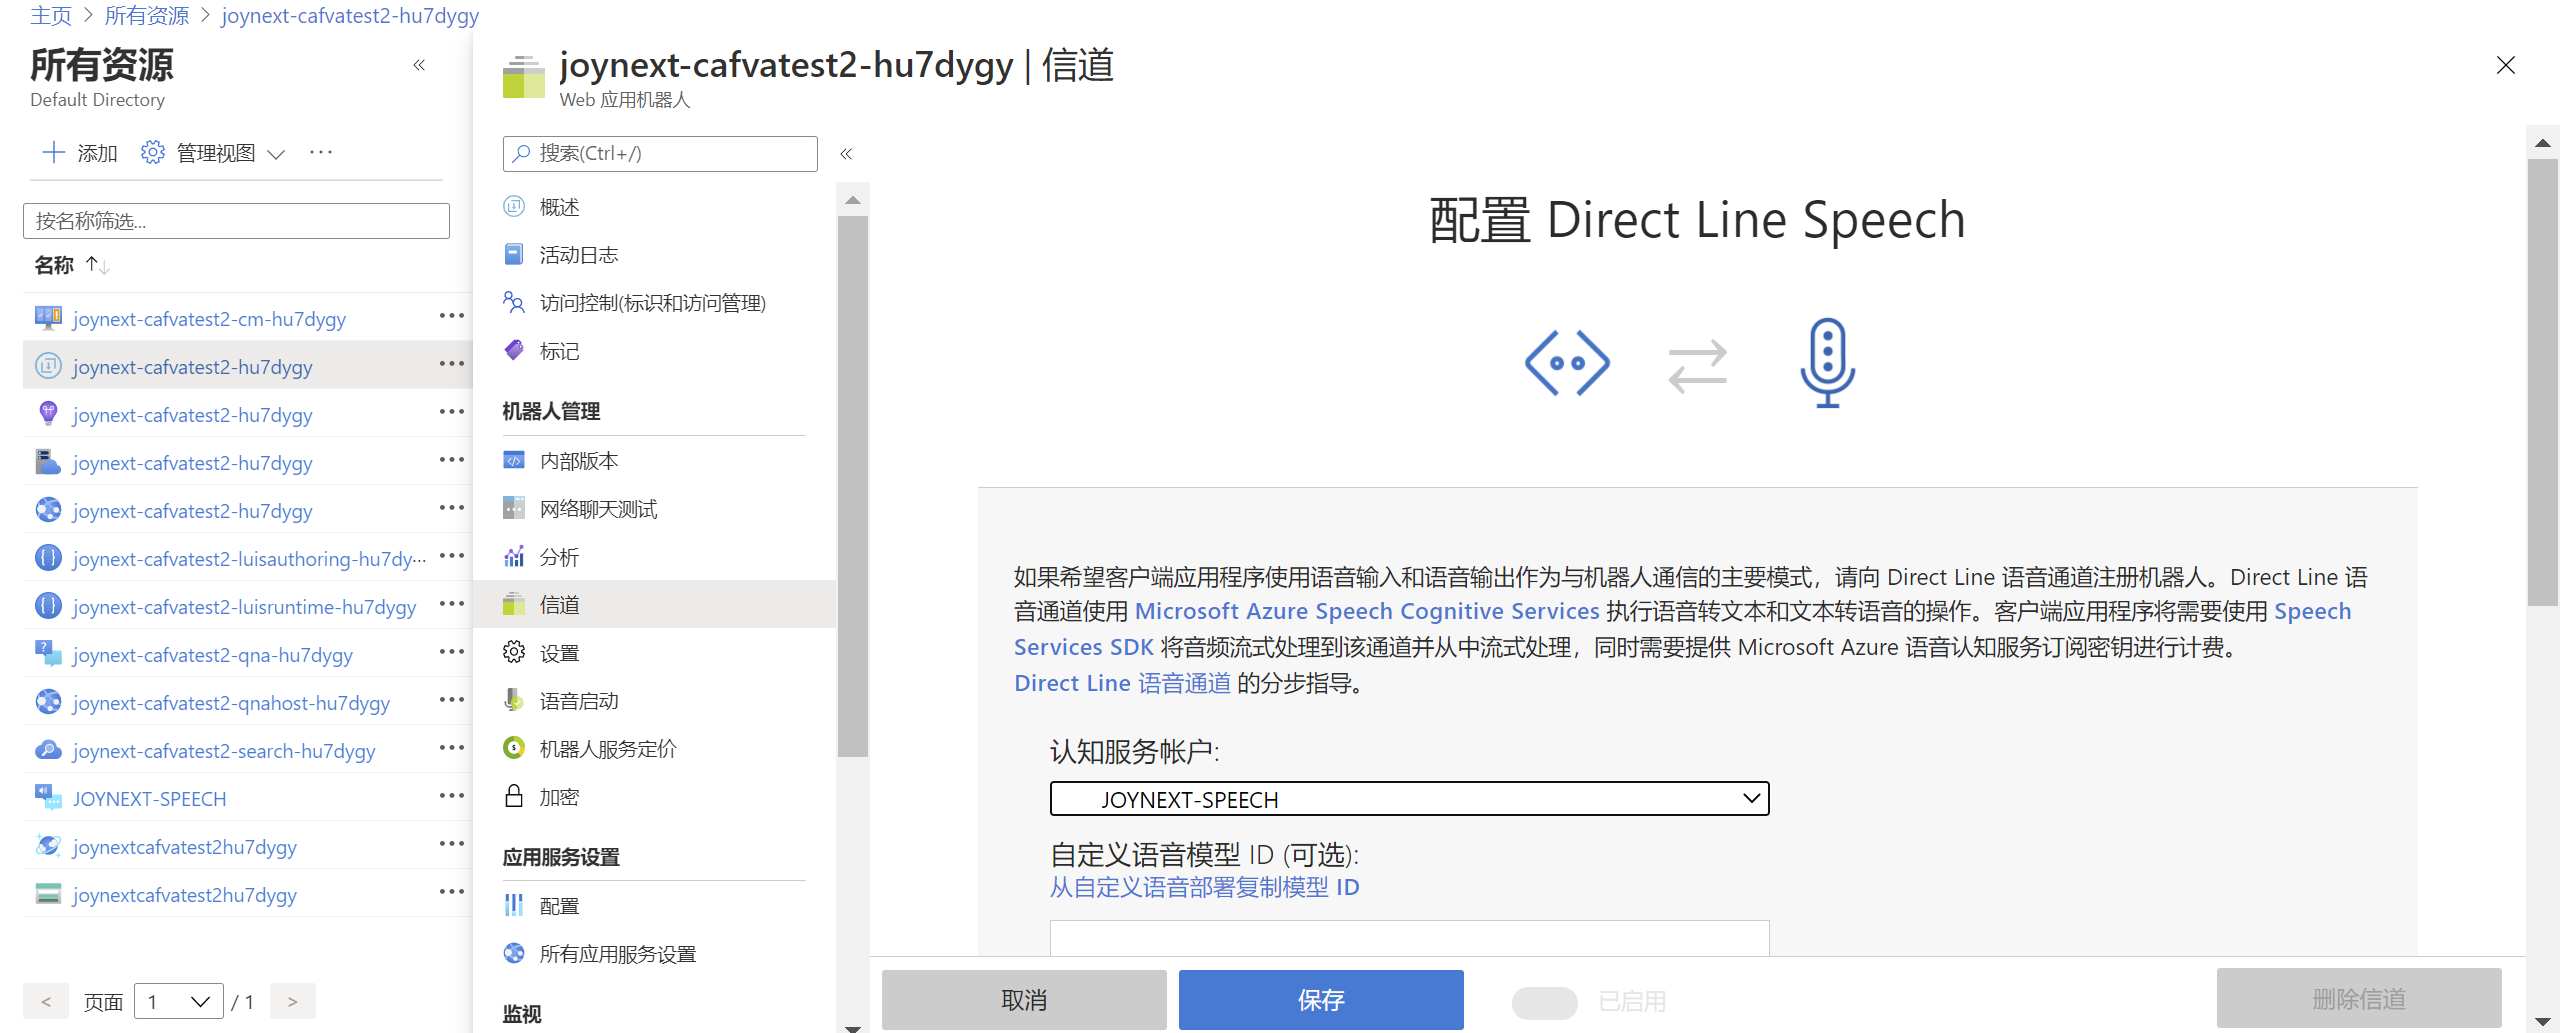 主页 > 所有资源 > joynext-cafvatest2-hu7dygy
所有资源
«
Default Directory
添加
管理视图
···
按名称筛选...
名称 ↑↓
joynext-cafvatest2-cm-hu7dygy ···
joynext-cafvatest2-hu7dygy ···
joynext-cafvatest2-hu7dygy ···
joynext-cafvatest2-hu7dygy ···
joynext-cafvatest2-hu7dygy ···
joynext-cafvatest2-luisauthoring-hu7dy··· ···
joynext-cafvatest2-luisruntime-hu7dygy ···
joynext-cafvatest2-qna-hu7dygy ···
joynext-cafvatest2-qnahost-hu7dygy ···
joynext-cafvatest2-search-hu7dygy ···
JOYNEXT-SPEECH ···
joynextcafvatest2hu7dygy ···
joynextcafvatest2hu7dygy ···
< 页面 1 / 1 >
joynext-cafvatest2-hu7dygy | 信道
Web 应用机器人
搜索(Ctrl+/)
«
概述
活动日志
访问控制(标识和访问管理)
标记
机器人管理
内部版本
网络聊天测试
分析
信道
设置
语音启动
机器人服务定价
加密
应用服务设置
配置
所有应用服务设置
监视
配置 Direct Line Speech
如果希望客户端应用程序使用语音输入和语音输出作为与机器人通信的主要模式，请向 Direct Line 语音通道注册机器人。Direct Line 语
音通道使用 Microsoft Azure Speech Cognitive Services 执行语音转文本和文本转语音的操作。客户端应用程序将需要使用 Speech
Services SDK 将音频流式处理到该通道并从中流式处理，同时需要提供 Microsoft Azure 语音认知服务订阅密钥进行计费。
Direct Line 语音通道 的分步指导。
认知服务帐户:
JOYNEXT-SPEECH
自定义语音模型 ID (可选):
从自定义语音部署复制模型 ID
取消
保存
已启用
删除信道